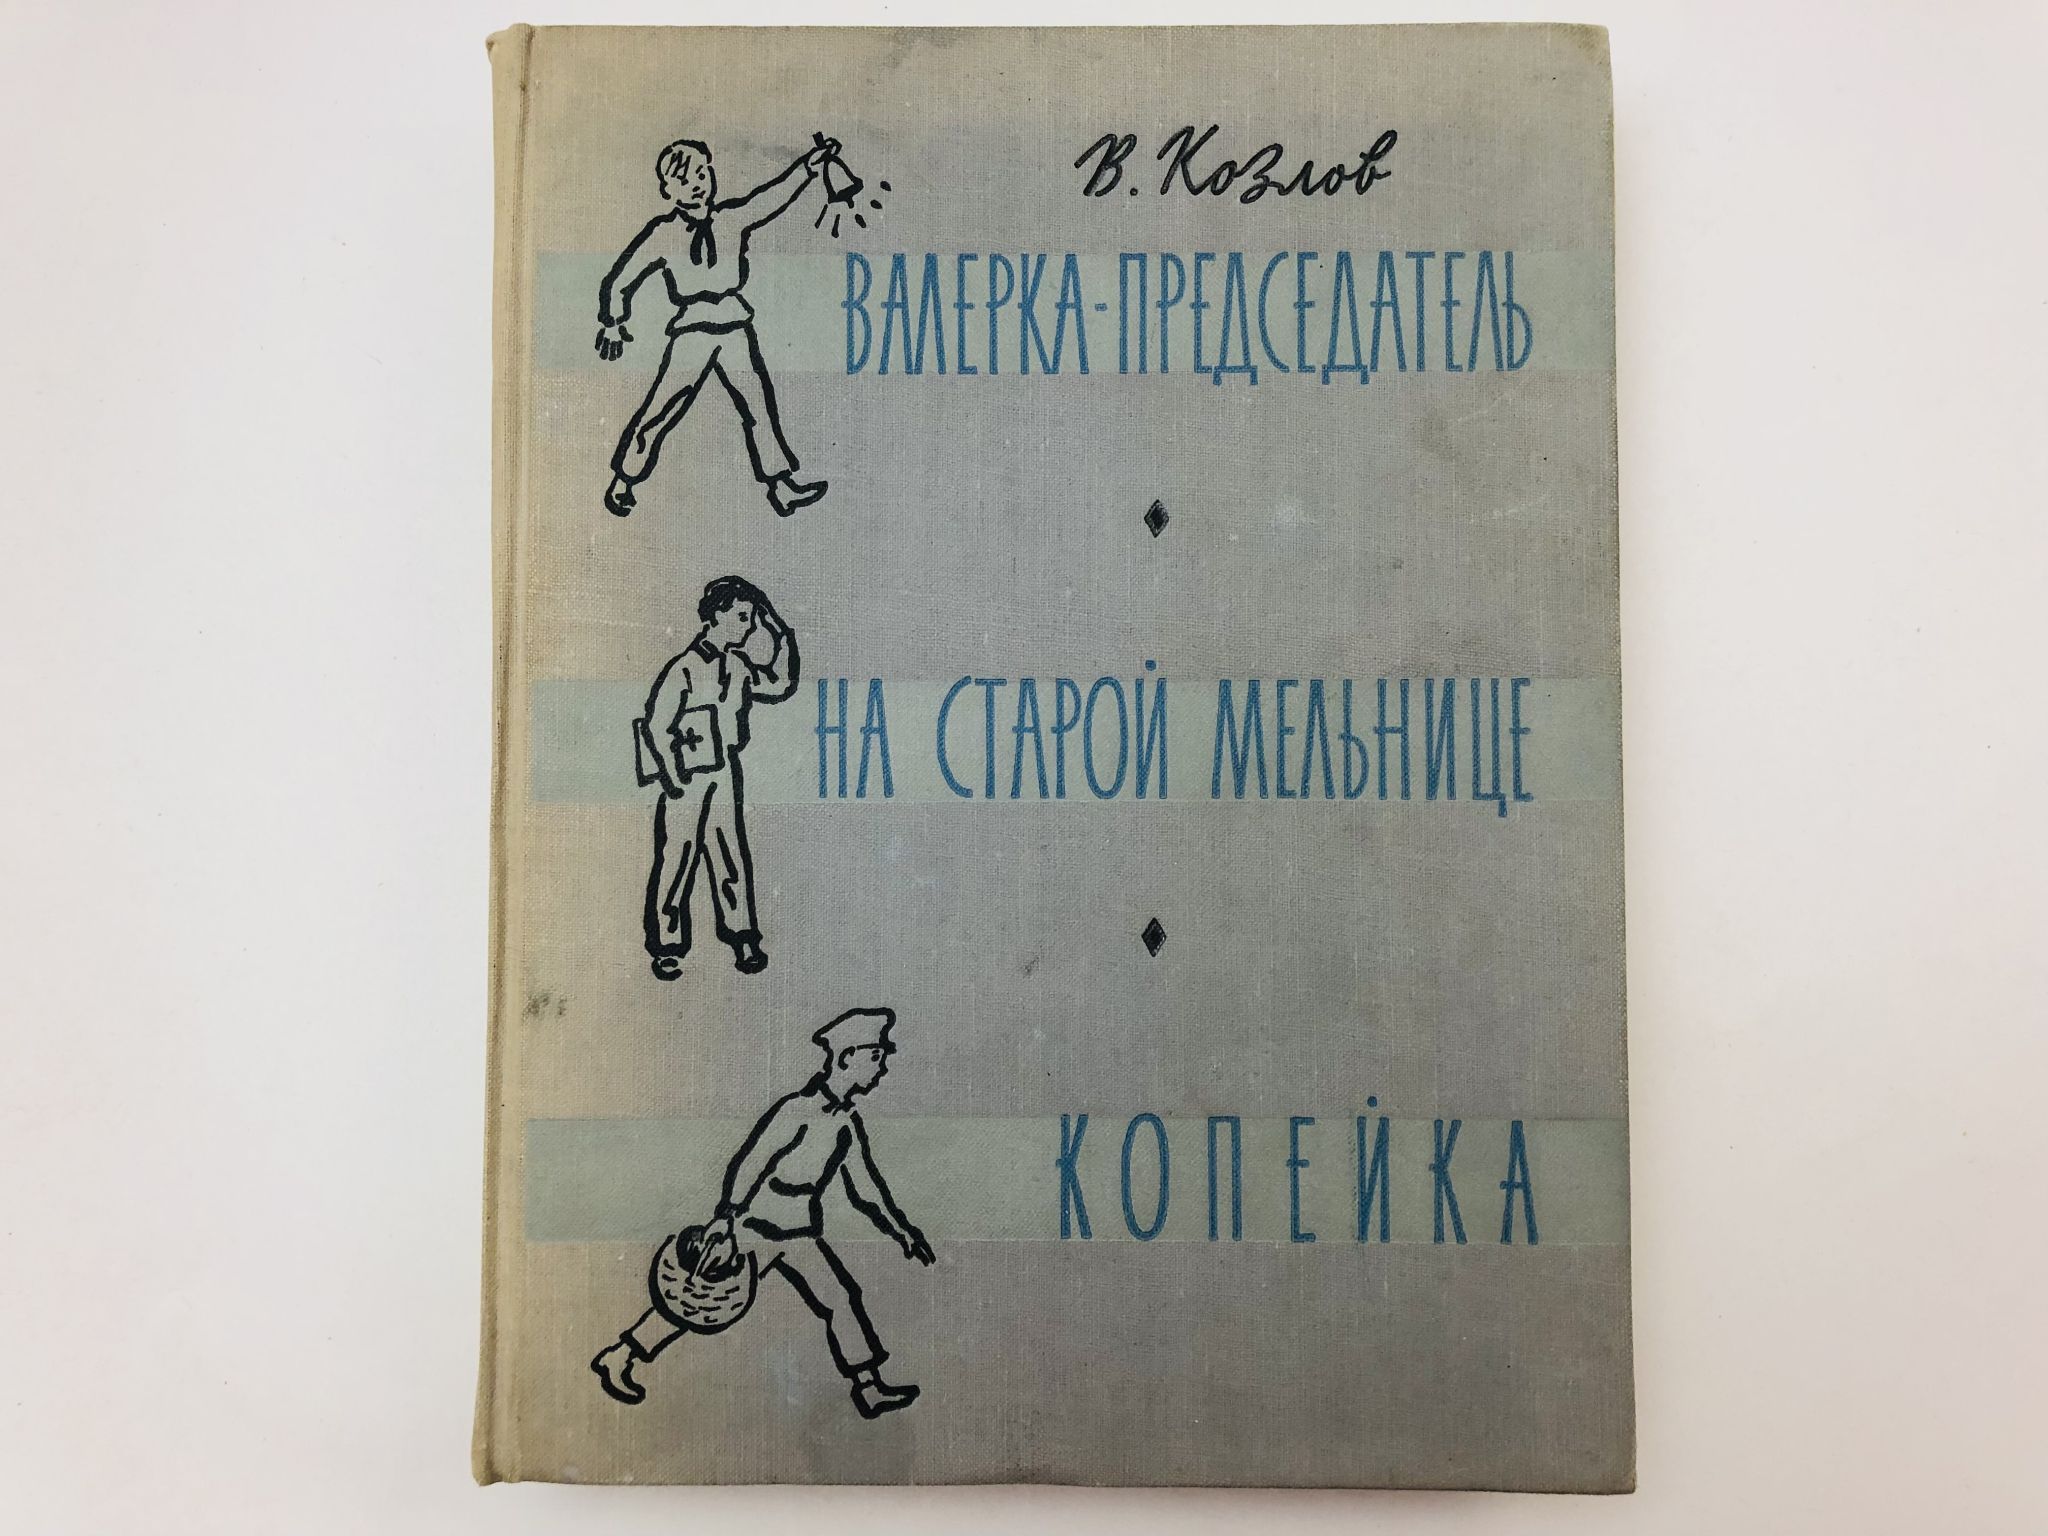 В. Козлов
ВАЛЕРКА-ПРЕДСЕДАТЕЛЬ
НА СТАРОЙ МЕЛЬНИЦЕ
КОПЕЙКА